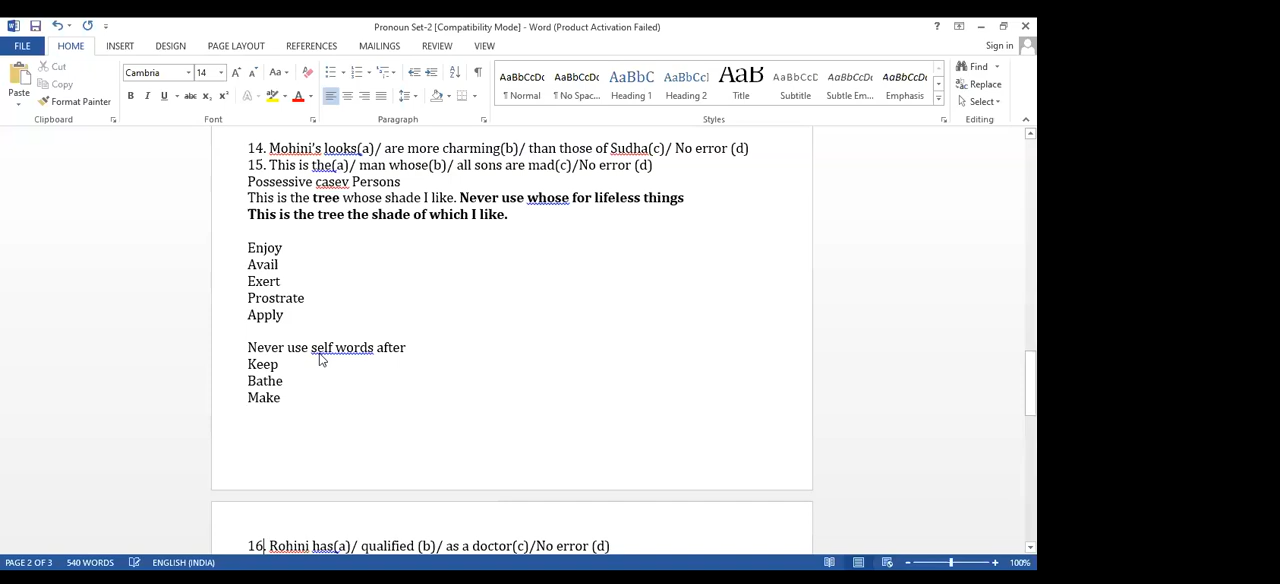 Pronoun Set-2 [Compatibility Mode] - Word (Product Activation Failed)
FILE HOME INSERT DESIGN PAGE LAYOUT REFERENCES MAILINGS REVIEW VIEW Sign in
Cut
Copy
Format Painter
Paste
Clipboard
Cambria 14
Font
Paragraph
AaBbCcDc AaBbCcDc AaBbC AaBbCc AaB AaBbCcD AaBbCcDc AaBbCcDc
¶ Normal ¶ No Spac... Heading 1 Heading 2 Title Subtitle Subtle Em... Emphasis
Styles
Find
Replace
Select
Editing
14. Mohini's looks(a)/ are more charming(b)/ than those of Sudha(c)/ No error (d)
15. This is the(a)/ man whose(b)/ all sons are mad(c)/No error (d)
Possessive casev Persons
This is the tree whose shade I like. Never use whose for lifeless things
This is the tree the shade of which I like.
Enjoy
Avail
Exert
Prostrate
Apply
Never use self words after
Keep
Bathe
Make
16. Rohini has(a)/ qualified (b)/ as a doctor(c)/No error (d)
PAGE 2 OF 3 540 WORDS ENGLISH (INDIA) 100%